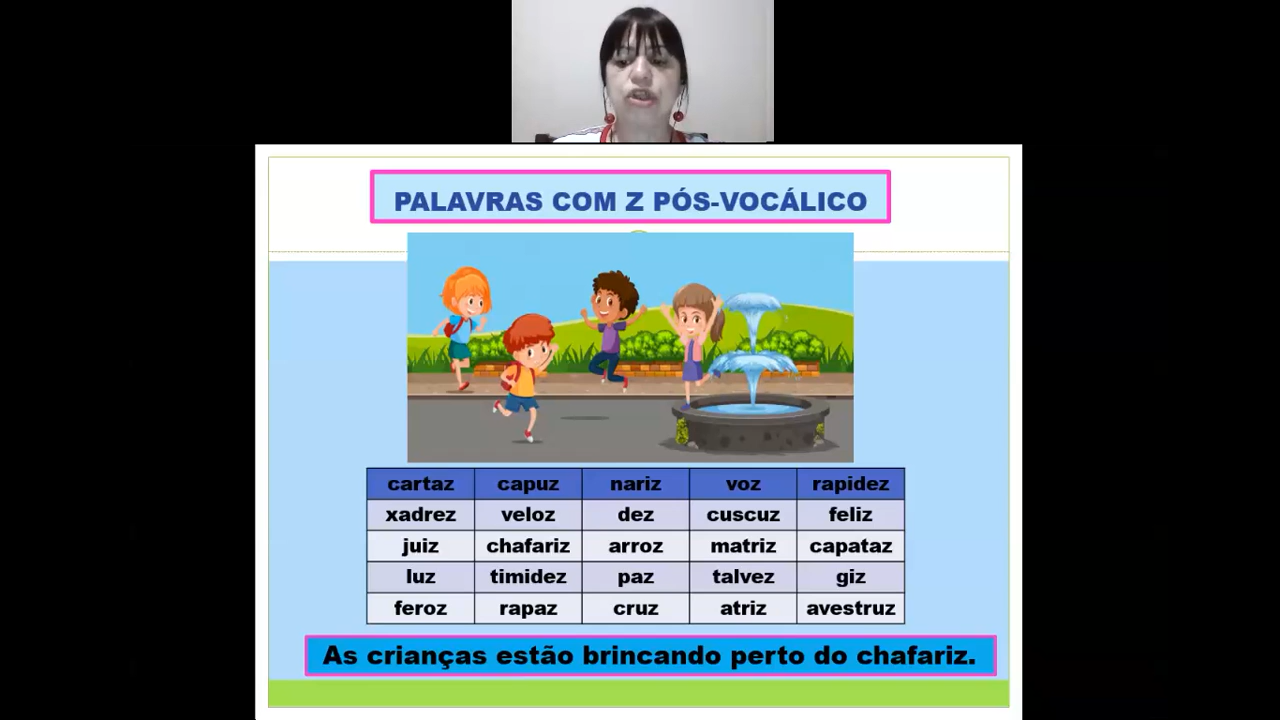 PALAVRAS COM Z PÓS-VOCÁLICO
cartaz capuz nariz voz rapidez
xadrez veloz dez cuscuz feliz
juiz chafariz arroz matriz capataz
luz timidez paz talvez giz
feroz rapaz cruz atriz avestruz
As crianças estão brincando perto do chafariz.